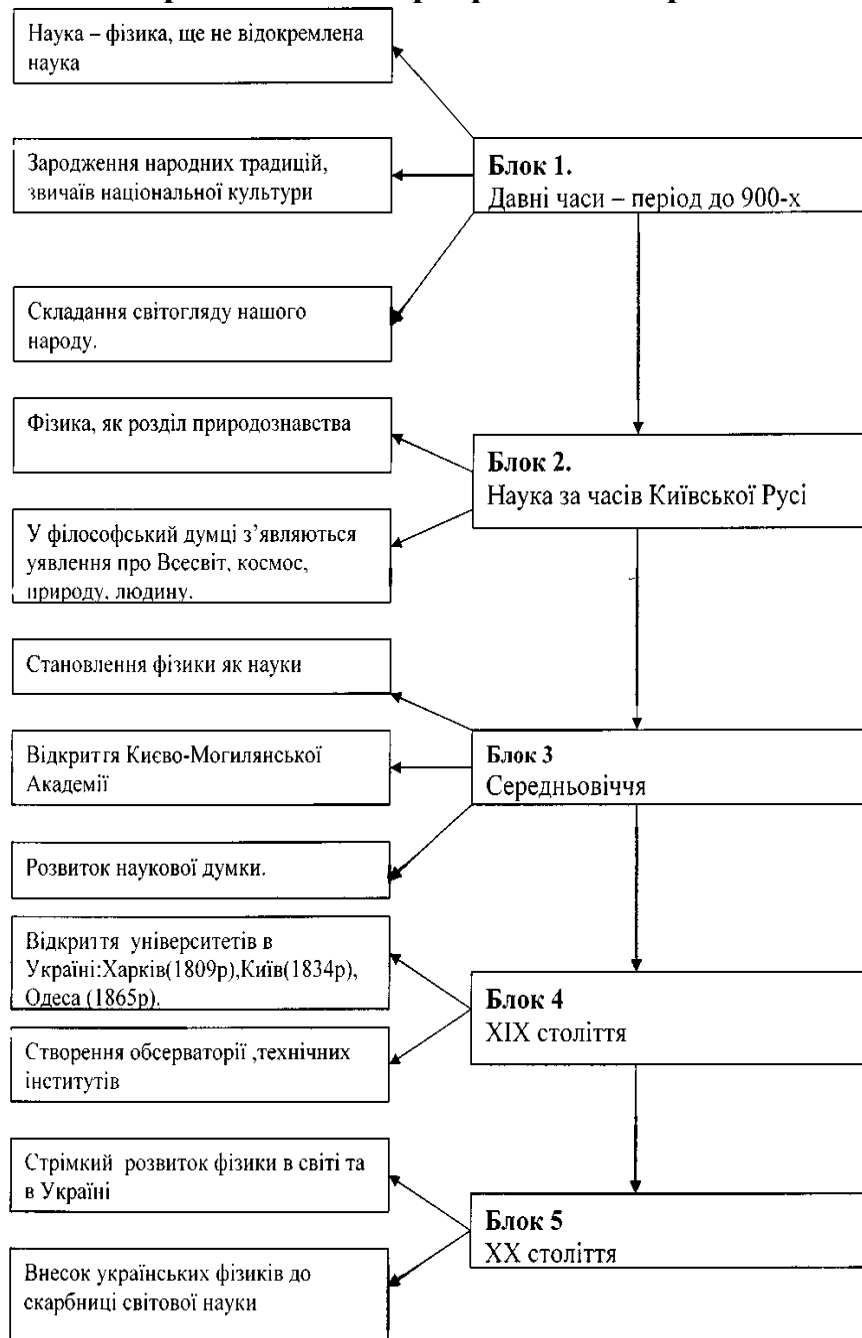 Наука – фізика, ще не відокремлена
наука
Зародження народних традицій,
звичаїв національної культури
Блок 1.
Давні часи – період до 900-х
Складання світогляду нашого
народу.
Фізика, як розділ природознавства
Блок 2.
Наука за часів Київської Русі
У філософський думці з’являються
уявлення про Всесвіт, космос,
природу, людину.
Становлення фізики як науки
Відкриття Києво-Могилянської
Академії
Блок 3
Середньовіччя
Розвиток наукової думки.
Відкриття університетів в
Україні:Харків(1809р),Київ(1834р),
Одеса (1865р).
Блок 4
ХІХ століття
Створення обсерваторії ,технічних
інститутів
Стрімкий розвиток фізики в світі та
в Україні
Блок 5
ХХ століття
Внесок українських фізиків до
скарбниці світової науки